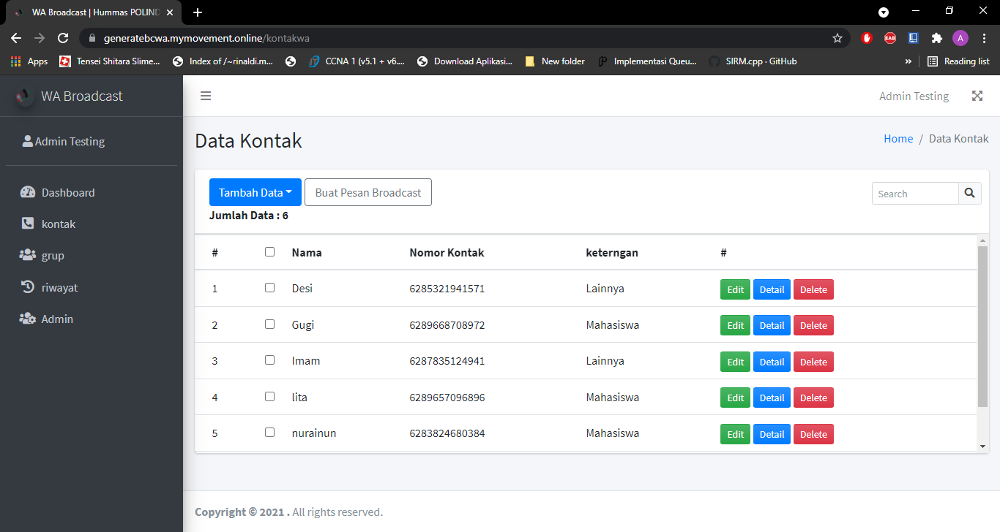 WA Broadcast | Hummas POLIND
generatebcwa.mymovement.online/kontakwa
Apps Tensei Shitara Slime... Index of /~rinaldi.m... CCNA 1 (v5.1 + v6.... Download Aplikasi... New folder Implementasi Queu... SIRM.cpp · GitHub » Reading list
WA Broadcast
Admin Testing
Admin Testing
Dashboard
kontak
grup
riwayat
Admin
Data Kontak
Home / Data Kontak
Tambah Data Buat Pesan Broadcast Search
Jumlah Data : 6
# Nama Nomor Kontak keterngan #
1 Desi 6285321941571 Lainnya Edit Detail Delete
2 Gugi 6289668708972 Mahasiswa Edit Detail Delete
3 Imam 6287835124941 Lainnya Edit Detail Delete
4 lita 6289657096896 Mahasiswa Edit Detail Delete
5 nurainun 6283824680384 Mahasiswa Edit Detail Delete
Copyright © 2021 . All rights reserved.